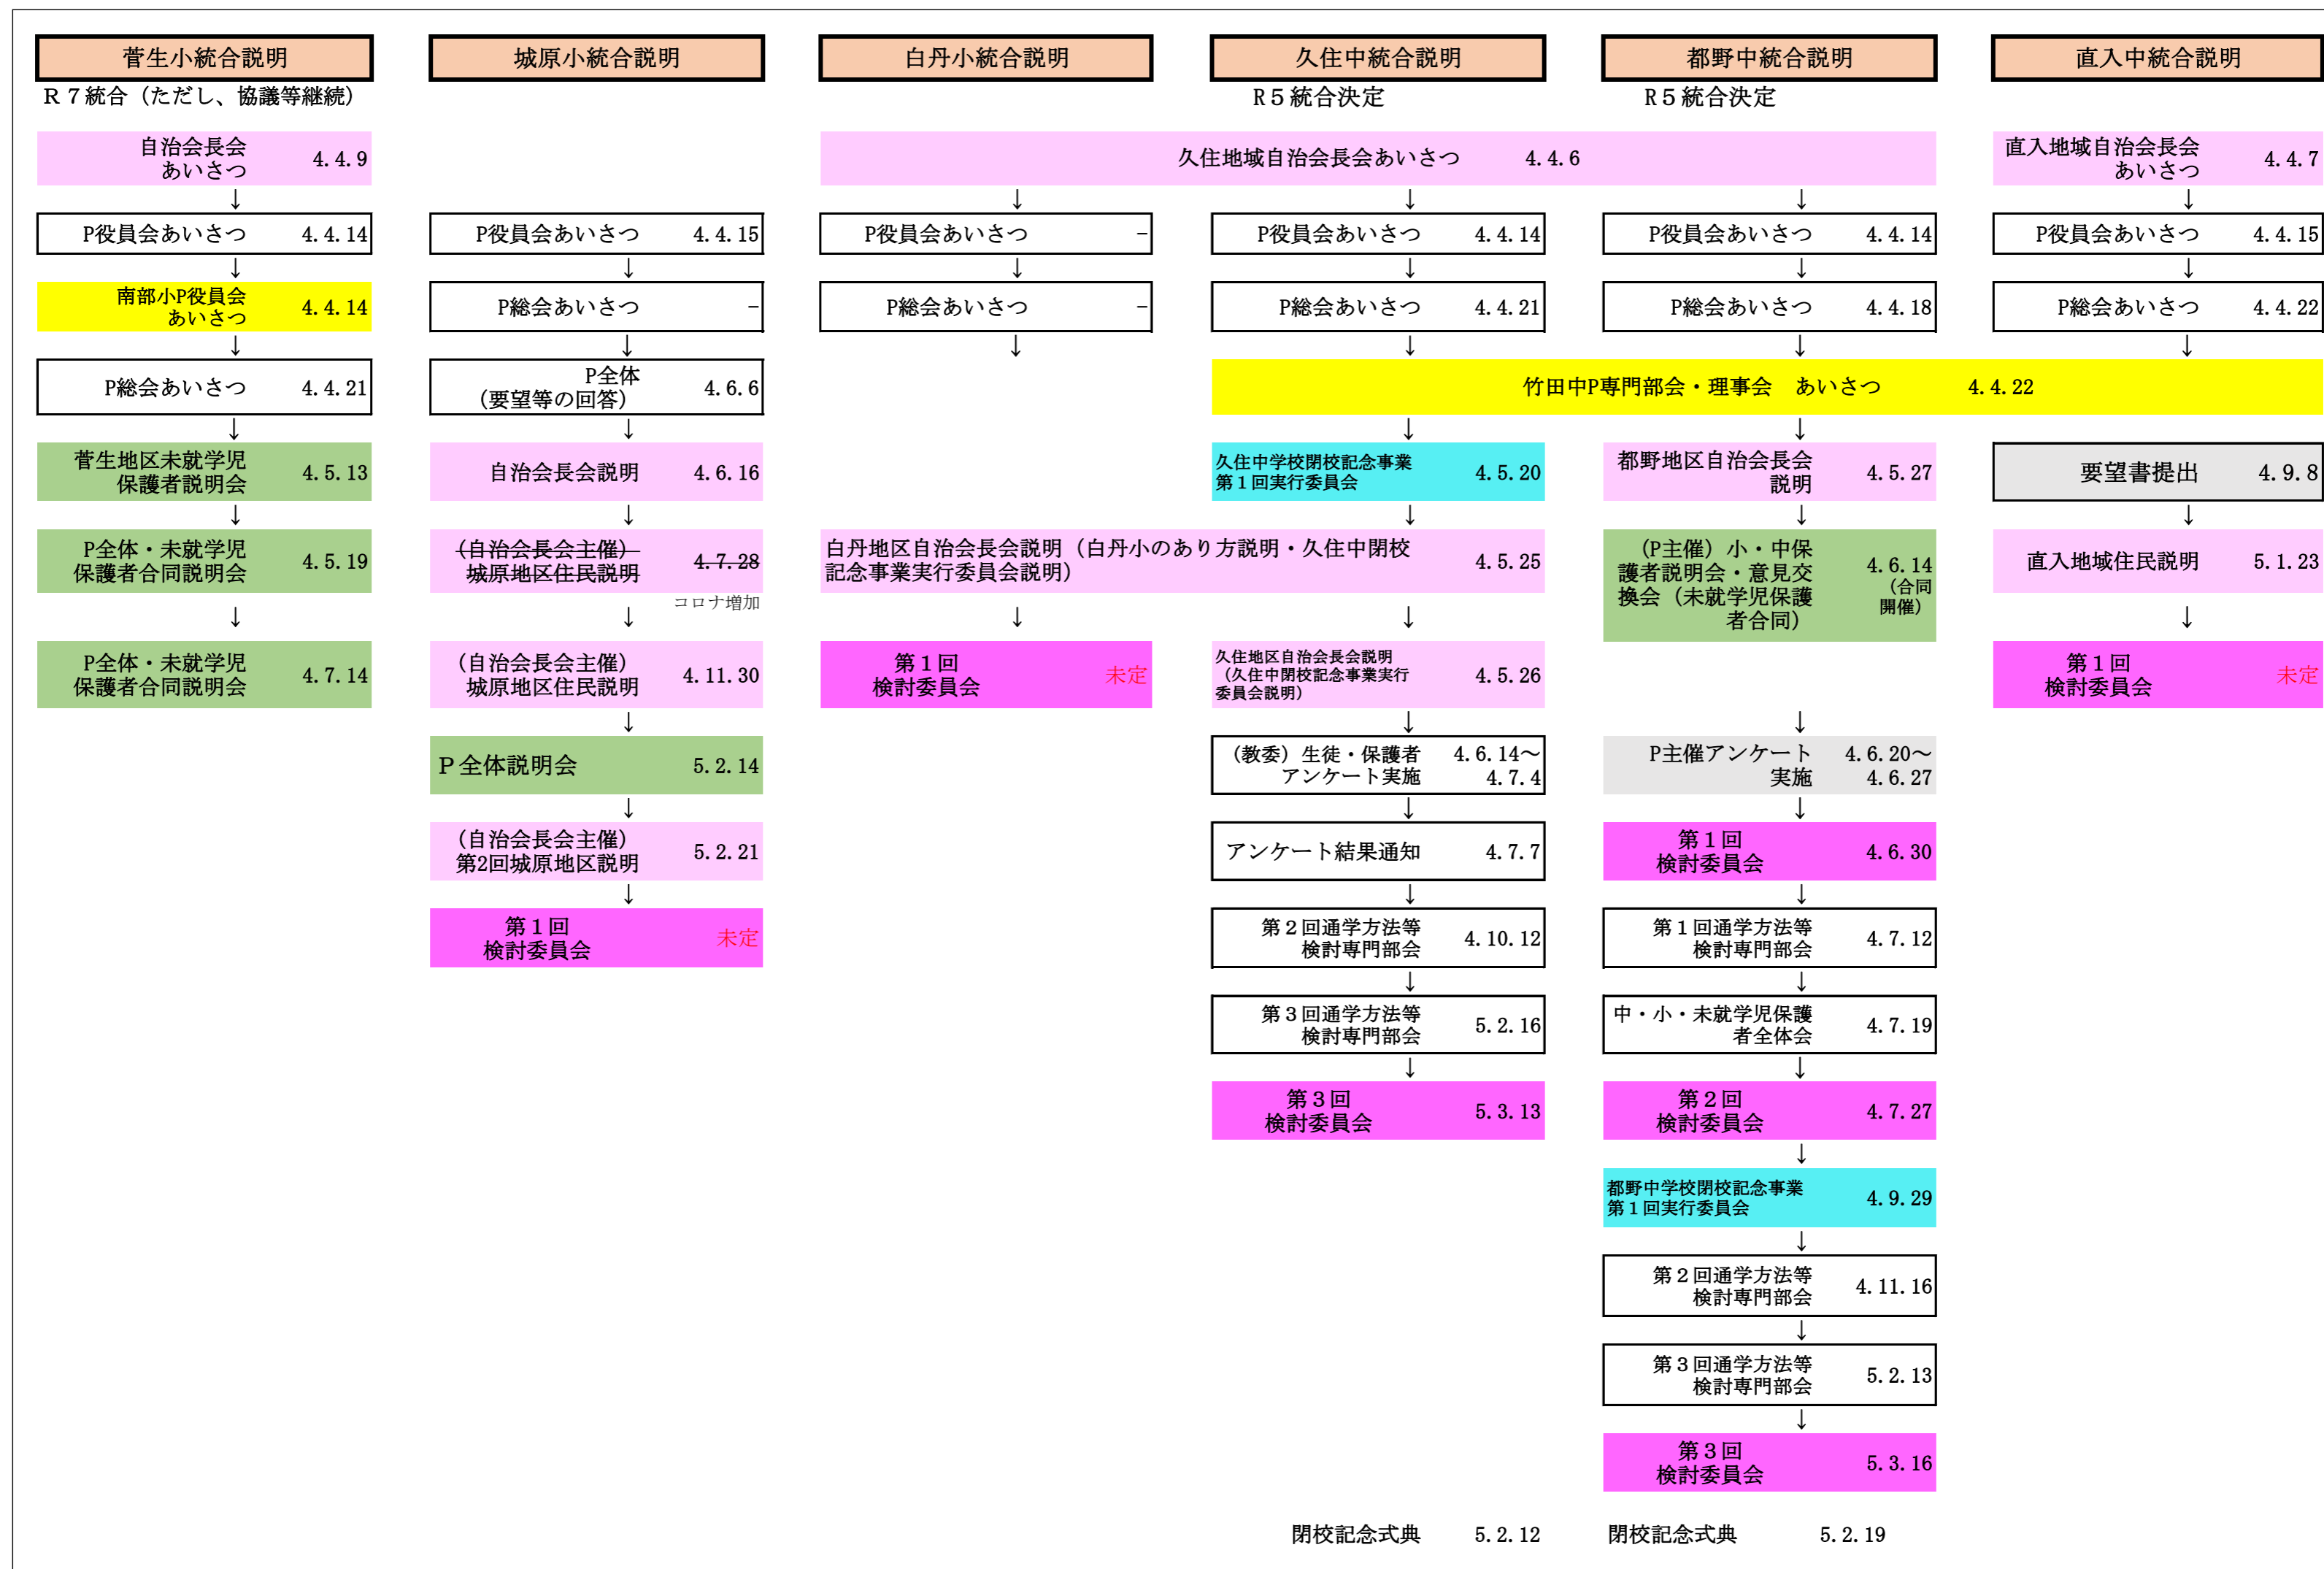 菅生小統合説明
R7統合（ただし、協議等継続）
自治会長会
あいさつ
4.4.9
↓
P役員会あいさつ 4.4.14
↓
南部小P役員会
あいさつ
4.4.14
↓
P総会あいさつ 4.4.21
↓
菅生地区未就学児
保護者説明会
4.5.13
↓
P全体・未就学児
保護者合同説明会
4.5.19
↓
P全体・未就学児
保護者合同説明会
4.7.14
城原小統合説明
P役員会あいさつ 4.4.15
↓
P総会あいさつ -
↓
P全体
（要望等の回答）
4.6.6
↓
自治会長会説明 4.6.16
↓
（自治会長会主催）
城原地区住民説明
4.7.28
コロナ増加
↓
（自治会長会主催）
城原地区住民説明
4.11.30
↓
P全体説明会 5.2.14
↓
（自治会長会主催）
第2回城原地区説明
5.2.21
↓
第1回
検討委員会
未定
白丹小統合説明
久住中統合説明
R5統合決定
都野中統合説明
R5統合決定
久住地域自治会長会あいさつ 4.4.6
↓
P役員会あいさつ -
↓
P総会あいさつ -
↓
↓
P役員会あいさつ 4.4.14
↓
P総会あいさつ 4.4.21
↓
↓
P役員会あいさつ 4.4.14
↓
P総会あいさつ 4.4.18
↓
直入中統合説明
直入地域自治会長会
あいさつ
4.4.7
↓
P役員会あいさつ 4.4.15
↓
P総会あいさつ 4.4.22
↓
竹田中P専門部会・理事会　あいさつ 4.4.22
↓
久住中学校閉校記念事業
第1回実行委員会
4.5.20
↓
白丹地区自治会長会説明（白丹小のあり方説明・久住中閉校
記念事業実行委員会説明）
4.5.25
↓
第1回
検討委員会
未定
↓
久住地区自治会長会説明
（久住中閉校記念事業実行
委員会説明）
4.5.26
↓
（教委）生徒・保護者
アンケート実施
4.6.14～
4.7.4
↓
アンケート結果通知 4.7.7
↓
第2回通学方法等
検討専門部会
4.10.12
↓
第3回通学方法等
検討専門部会
5.2.16
↓
第3回
検討委員会
5.3.13
閉校記念式典 5.2.12
↓
都野地区自治会長会
説明
4.5.27
↓
（P主催）小・中保
護者説明会・意見交
換会（未就学児保護
者合同）
4.6.14
（合同
開催）
↓
P主催アンケート
実施
4.6.20～
4.6.27
↓
第1回
検討委員会
4.6.30
↓
第1回通学方法等
検討専門部会
4.7.12
↓
中・小・未就学児保護
者全体会
4.7.19
↓
第2回
検討委員会
4.7.27
↓
都野中学校閉校記念事業
第1回実行委員会
4.9.29
↓
第2回通学方法等
検討専門部会
4.11.16
↓
第3回通学方法等
検討専門部会
5.2.13
↓
第3回
検討委員会
5.3.16
閉校記念式典 5.2.19
要望書提出 4.9.8
↓
直入地域住民説明 5.1.23
↓
第1回
検討委員会
未定